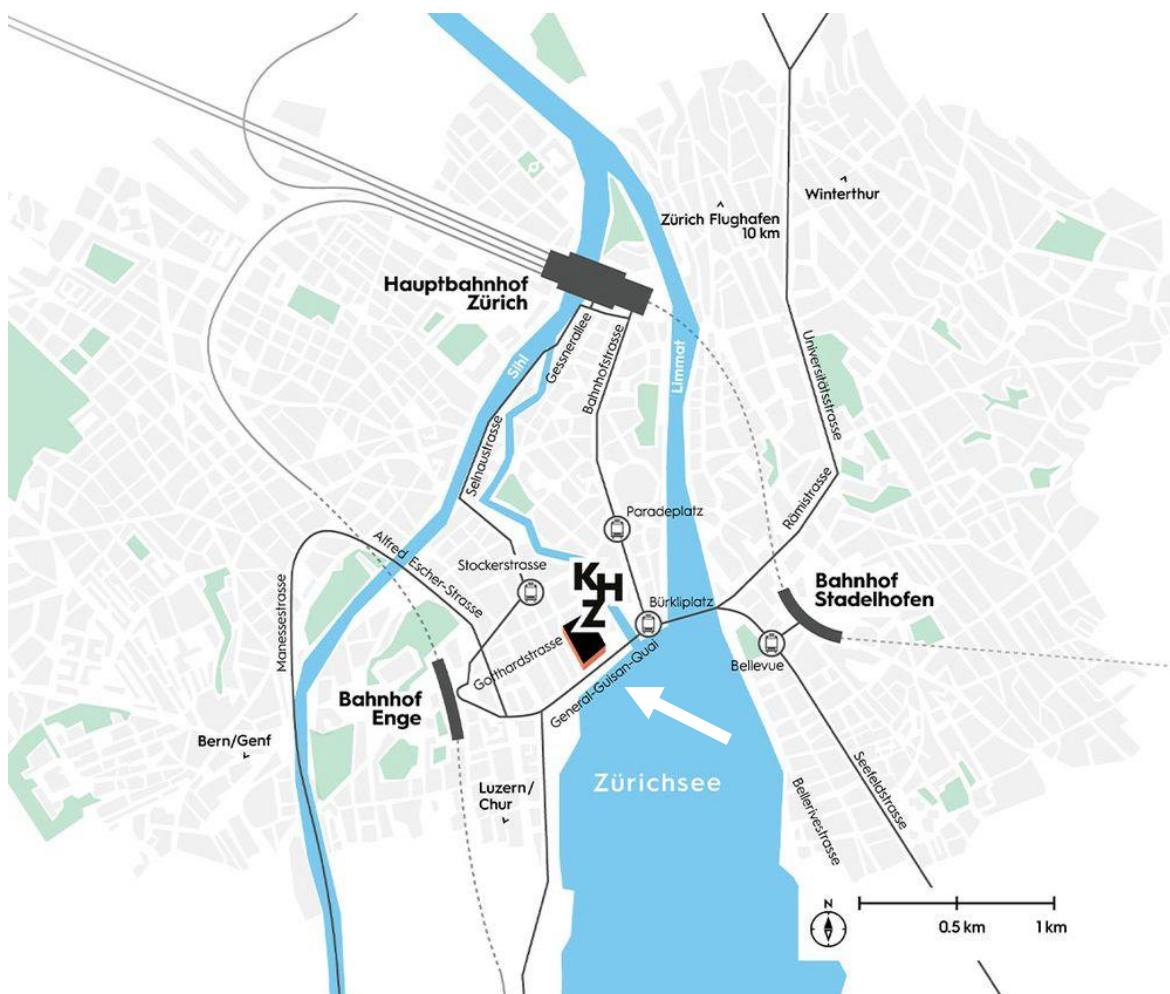 Winterthur
Zürich Flughafen
10 km
Hauptbahnhof
Zürich
Sihl
Gessnerallee
Bahnhofstrasse
Limmat
Universitätsstrasse
Selnaustrasse
Paradeplatz
Rämistrasse
Alfred Escher-Strasse
Stockerstrasse
K
H
Z
Bürkliplatz
Bahnhof
Stadelhofen
Manessestrasse
Gotthardstrasse
Bellevue
General-Guisan-Quai
Bahnhof
Enge
Bern/Genf
Zürichsee
Luzern/
Chur
Bellerivestrasse
Seefeldstrasse
N
0.5 km
1 km